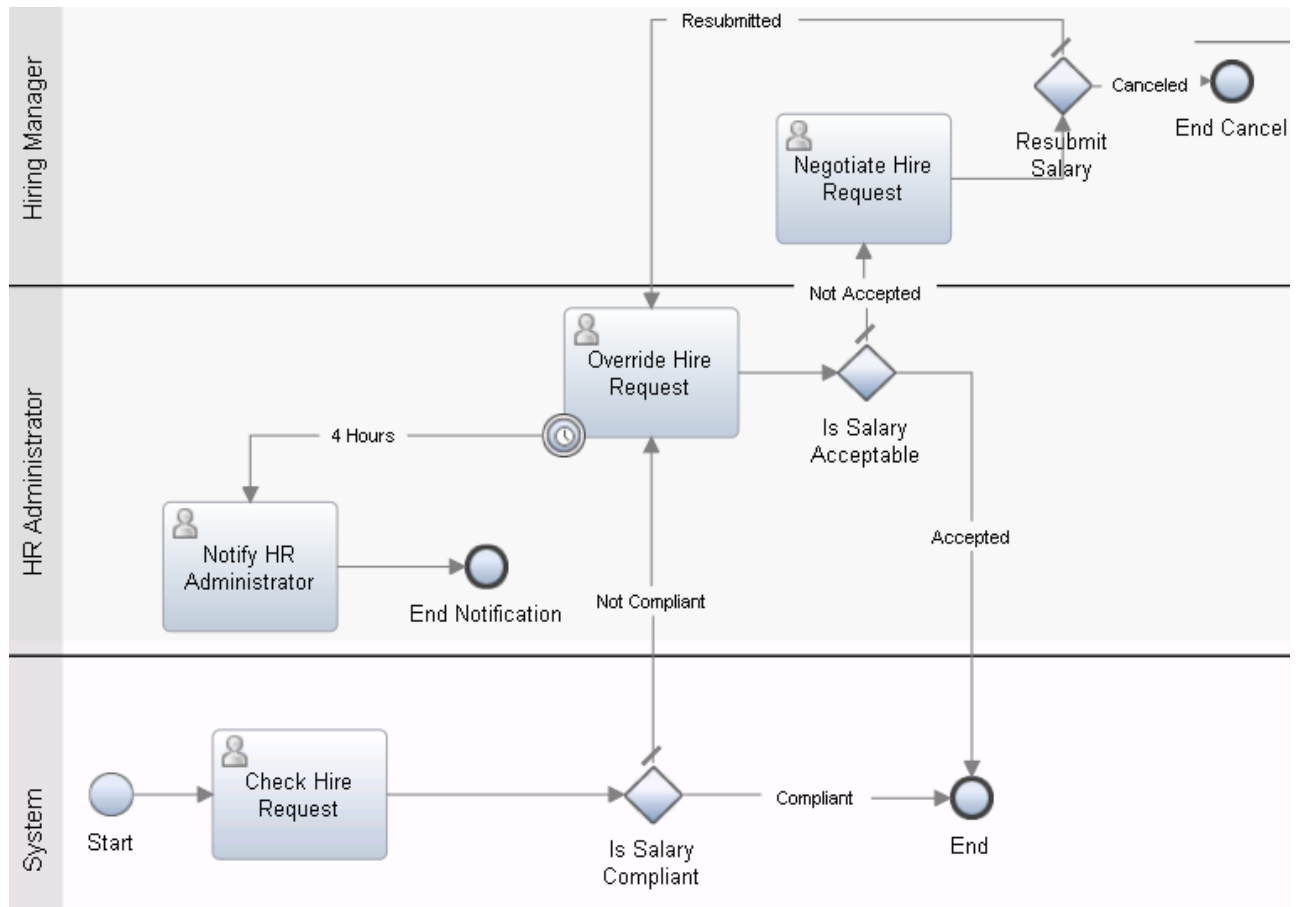 Hiring Manager
Resubmitted
Canceled
End Cancel
Resubmit
Salary
Negotiate Hire
Request
HR Administrator
Not Accepted
Override Hire
Request
Is Salary
Acceptable
4 Hours
Notify HR
Administrator
End Notification
Not Compliant
Accepted
System
Start
Check Hire
Request
Is Salary
Compliant
Compliant
End